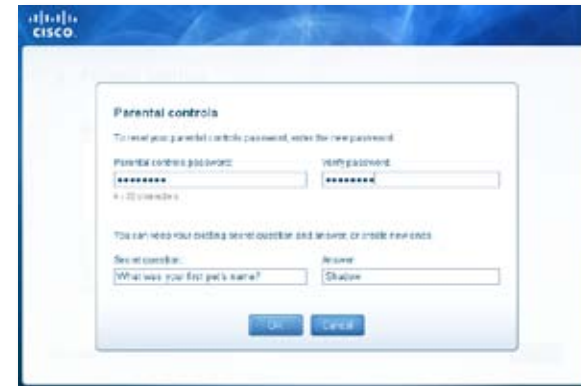 CISCO
Parental controls
To reset your parental controls password, enter the new password.
Parental controls password: Verify password:
•••••••• ••••••••
4 - 32 characters
You can keep your existing secret question and answer, or create new ones.
Secret question: Answer:
What was your first pet's name? Shadow
OK Cancel